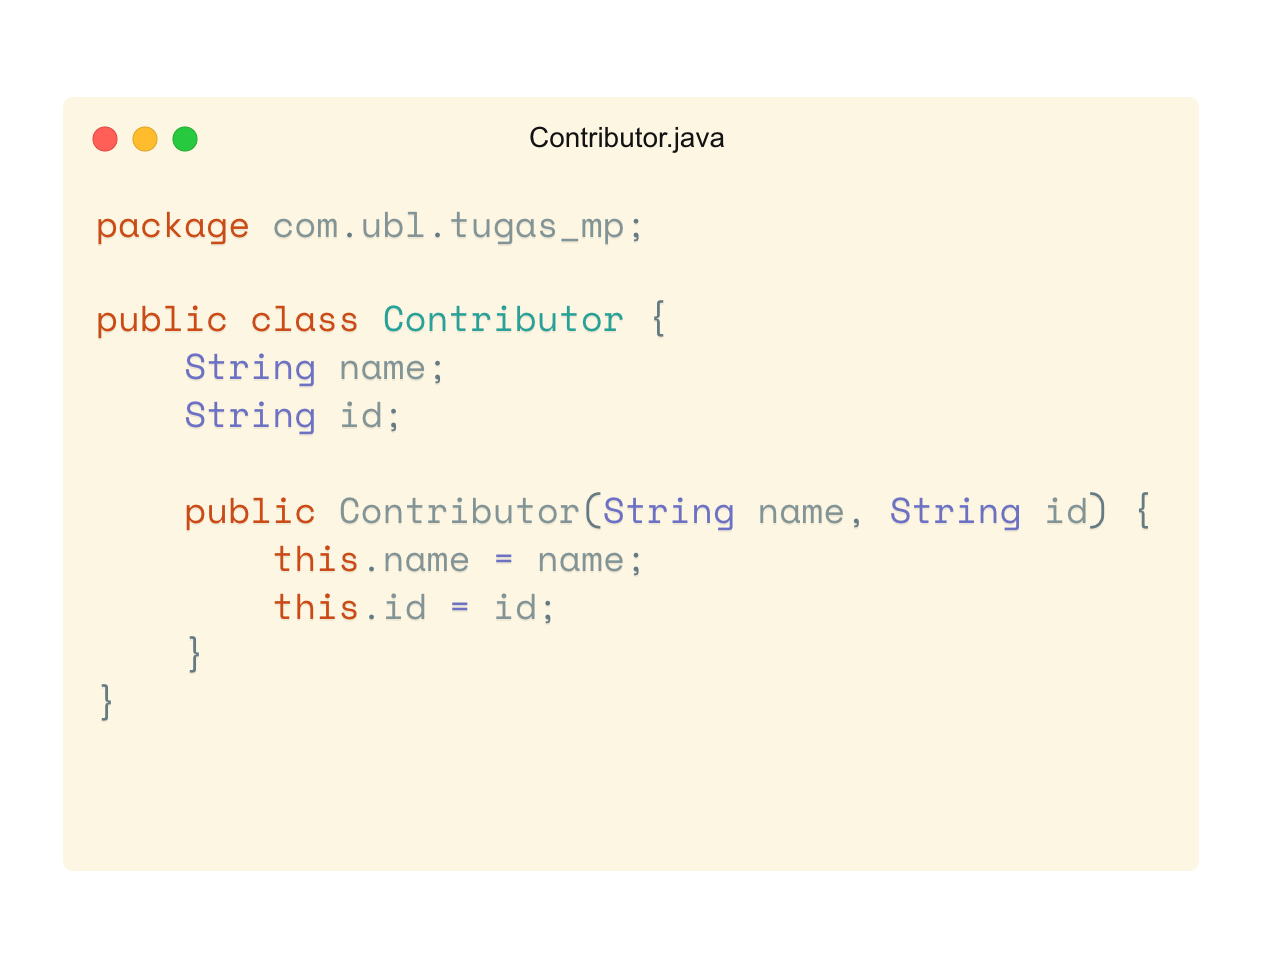 Contributor.java
package com.ubl.tugas_mp;
public class Contributor {
    String name;
    String id;
    public Contributor(String name, String id) {
        this.name = name;
        this.id = id;
    }
}